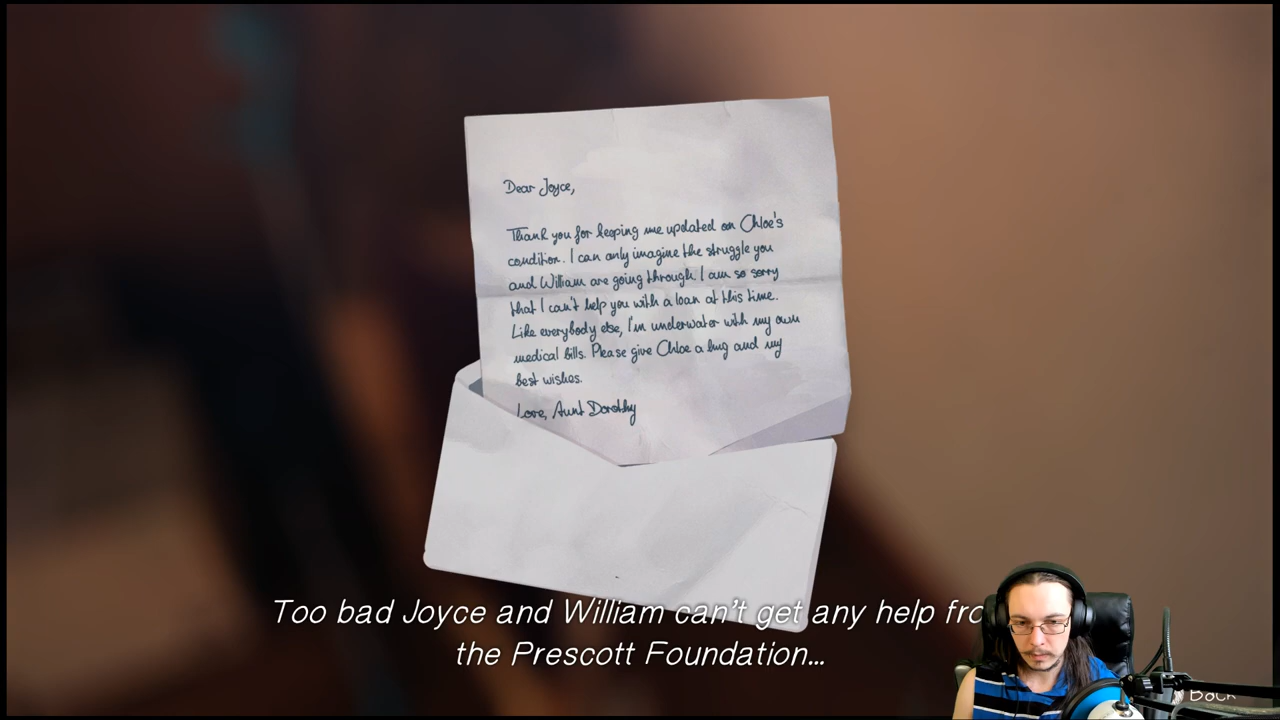 Dear Joyce,
Thank you for keeping me updated on Chloe's
condition. I can only imagine the struggle you
and William are going through. I am so sorry
that I can't help you with a loan at this time.
Like everybody else, I'm underwater with my own
medical bills. Please give Chloe a hug and my
best wishes.
Love, Aunt Dorothy
Too bad Joyce and William can't get any help fro
the Prescott Foundation...
Back